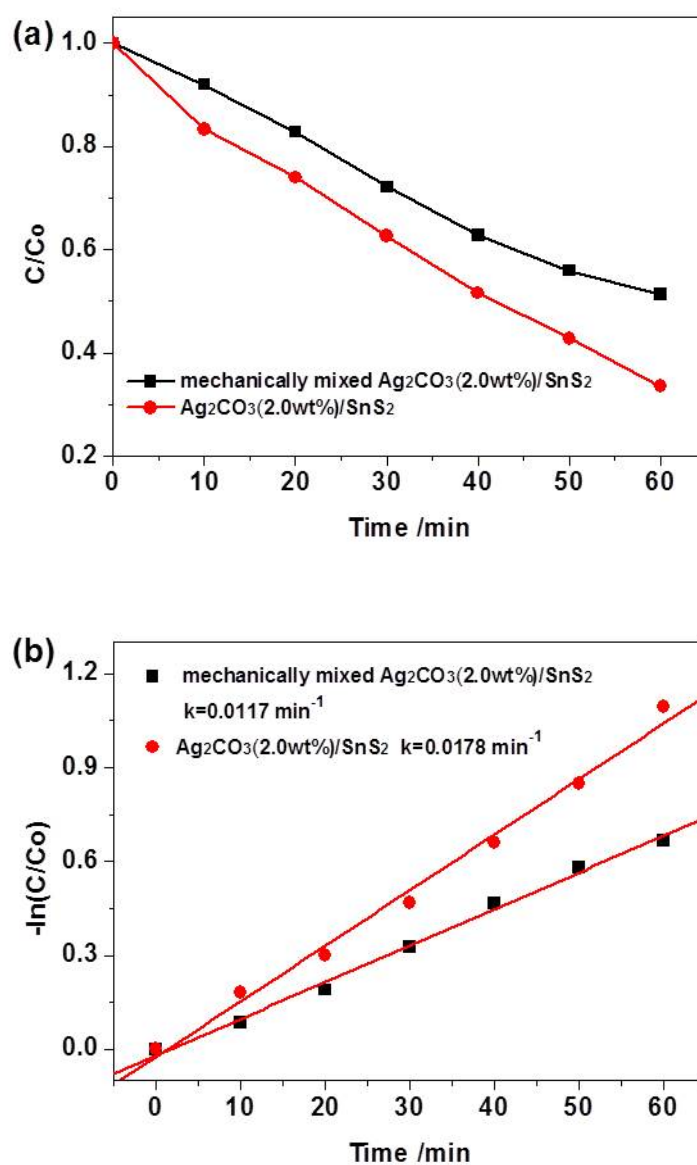 (a)
1.0
0.8
0.6
0.4
0.2
C/Co
mechanically mixed Ag₂CO₃(2.0wt%)/SnS₂
Ag₂CO₃(2.0wt%)/SnS₂
0 10 20 30 40 50 60
Time /min
(b)
1.2
0.9
0.6
0.3
0.0
-ln(C/Co)
mechanically mixed Ag₂CO₃(2.0wt%)/SnS₂
k=0.0117 min⁻¹
Ag₂CO₃(2.0wt%)/SnS₂ k=0.0178 min⁻¹
0 10 20 30 40 50 60
Time /min